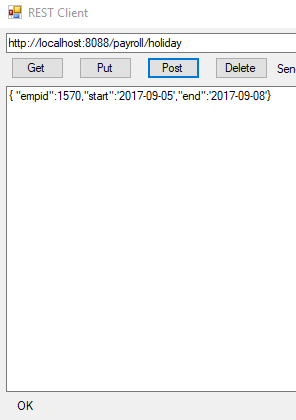 REST Client
http://localhost:8088/payroll/holiday
Get Put Post Delete Sen
{ "empid":1570,"start":'2017-09-05',"end":'2017-09-08'}
OK